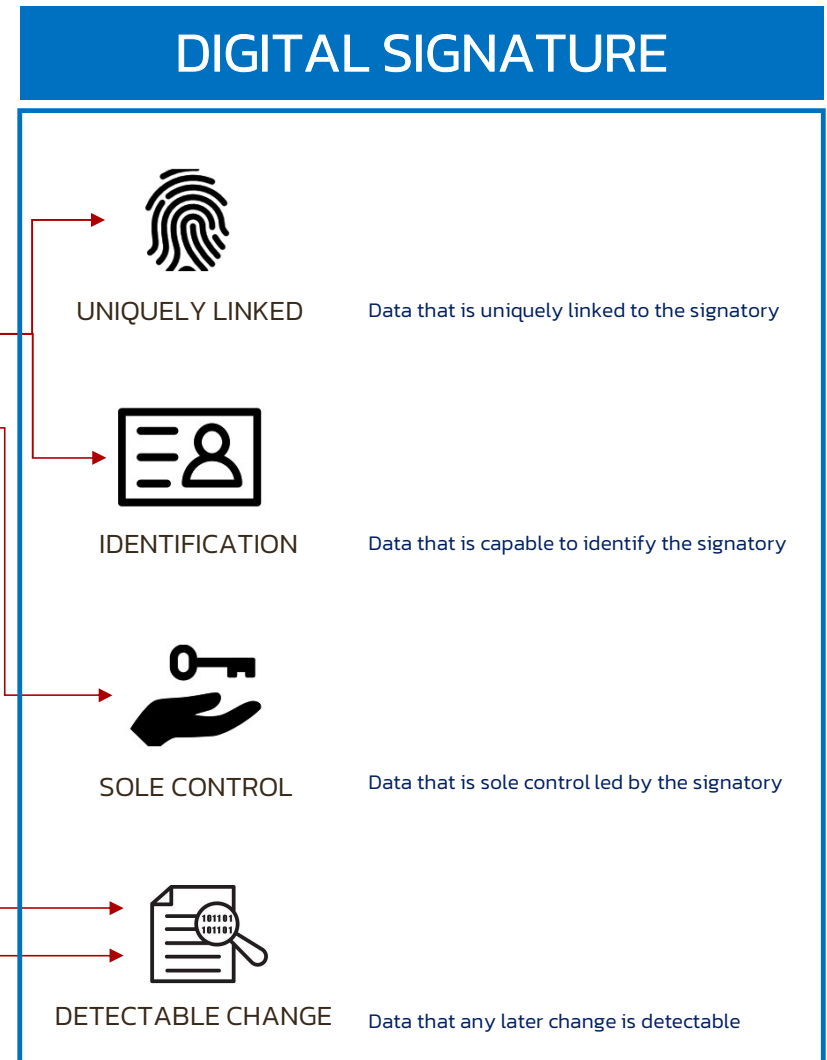 DIGITAL SIGNATURE
UNIQUELY LINKED
Data that is uniquely linked to the signatory
IDENTIFICATION
Data that is capable to identify the signatory
SOLE CONTROL
Data that is sole control led by the signatory
101101
101101
DETECTABLE CHANGE
Data that any later change is detectable